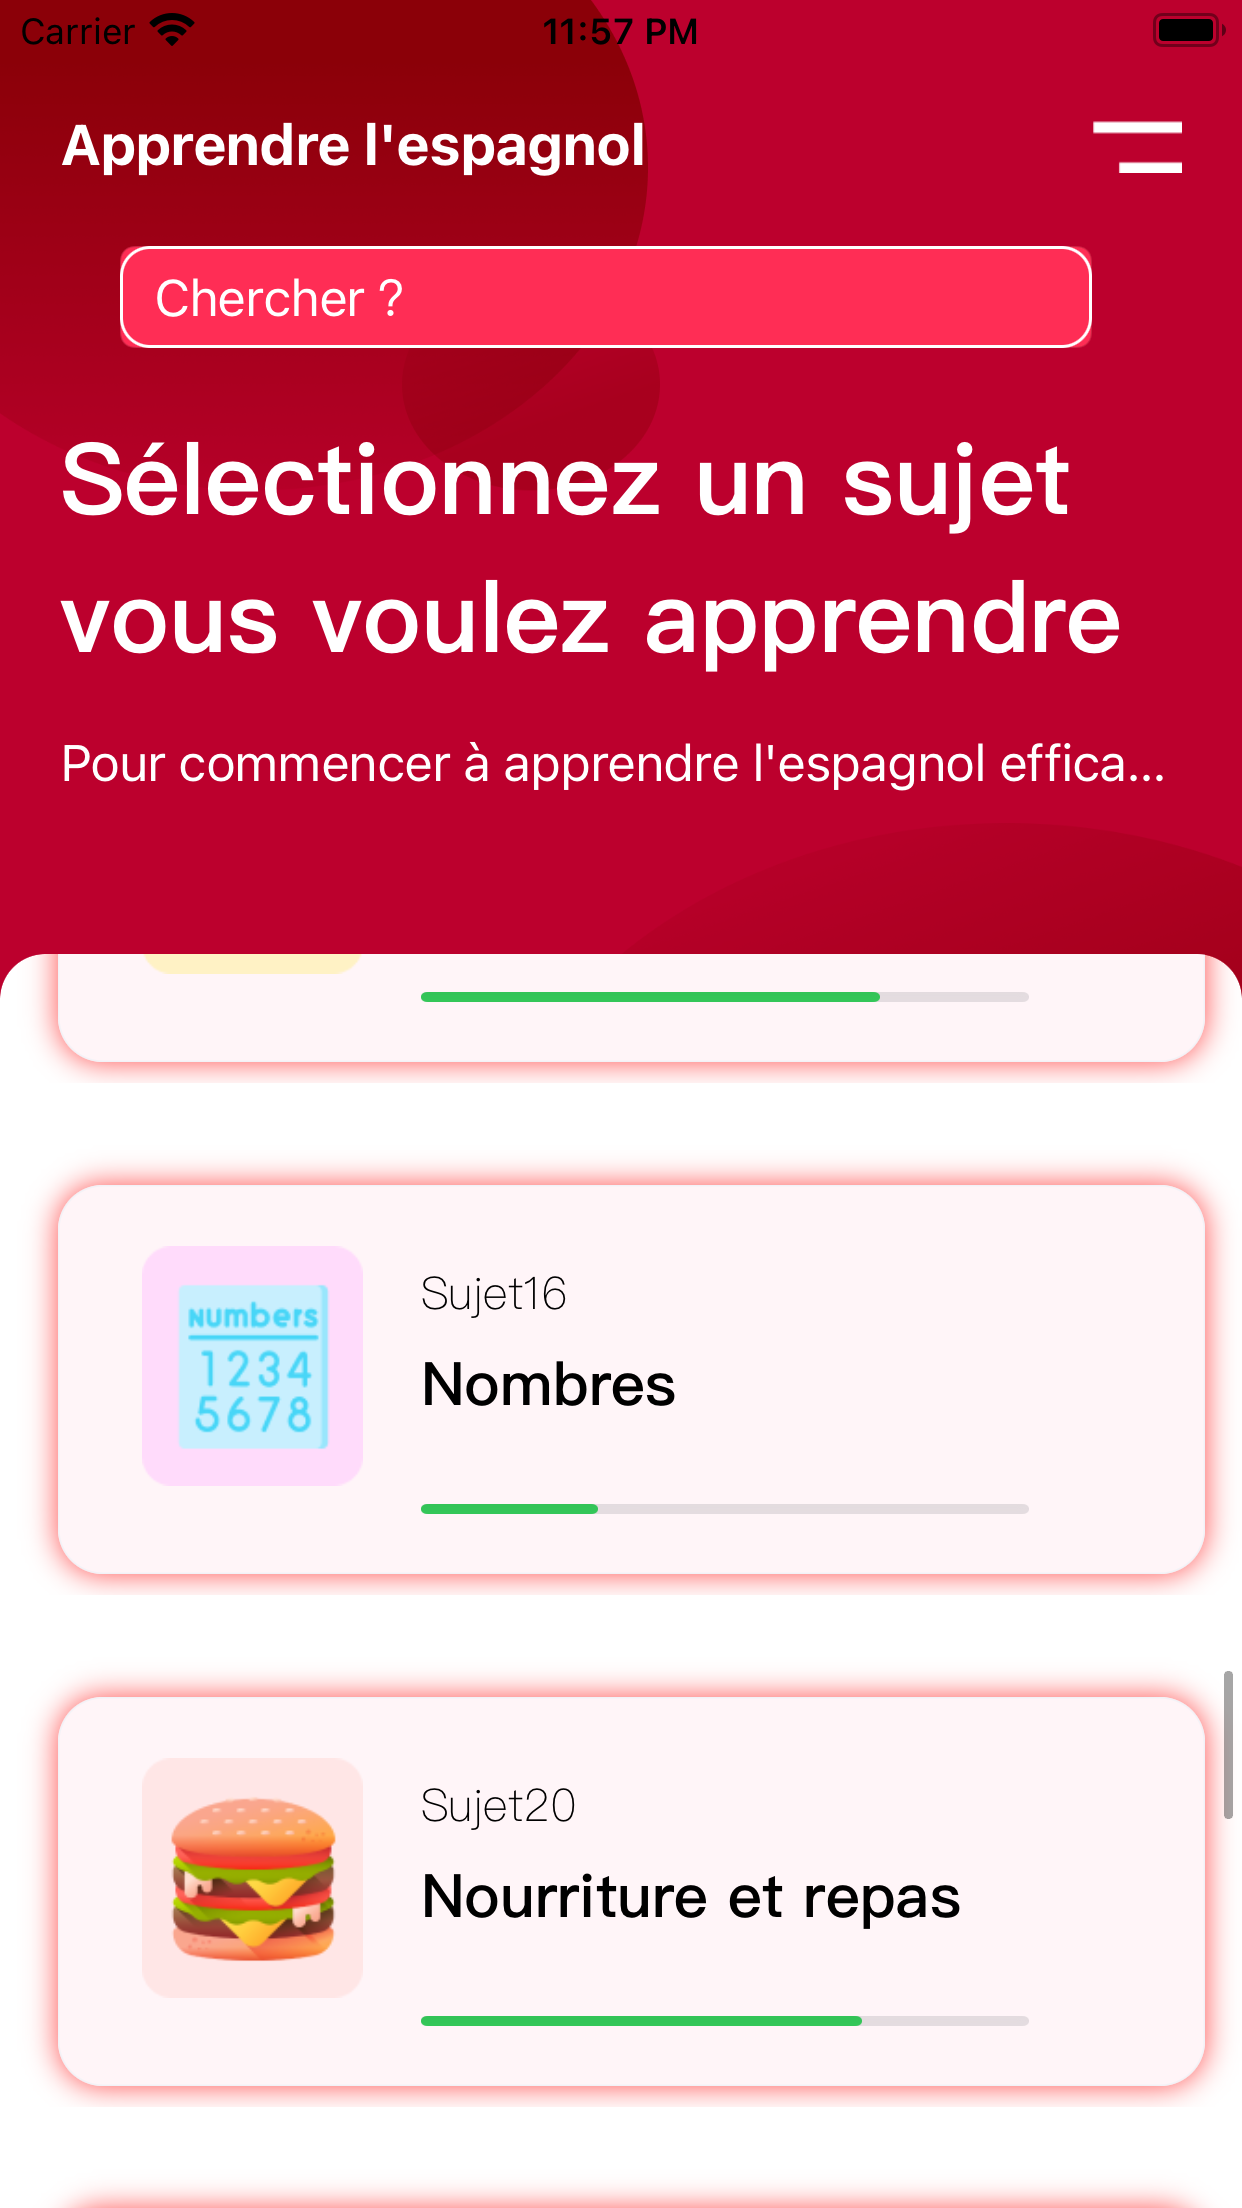 Carrier
11:57 PM
Apprendre l'espagnol
Chercher ?
Sélectionnez un sujet
vous voulez apprendre
Pour commencer à apprendre l'espagnol effica...
Sujet16
Numbers
1234
5678
Nombres
Sujet20
Nourriture et repas